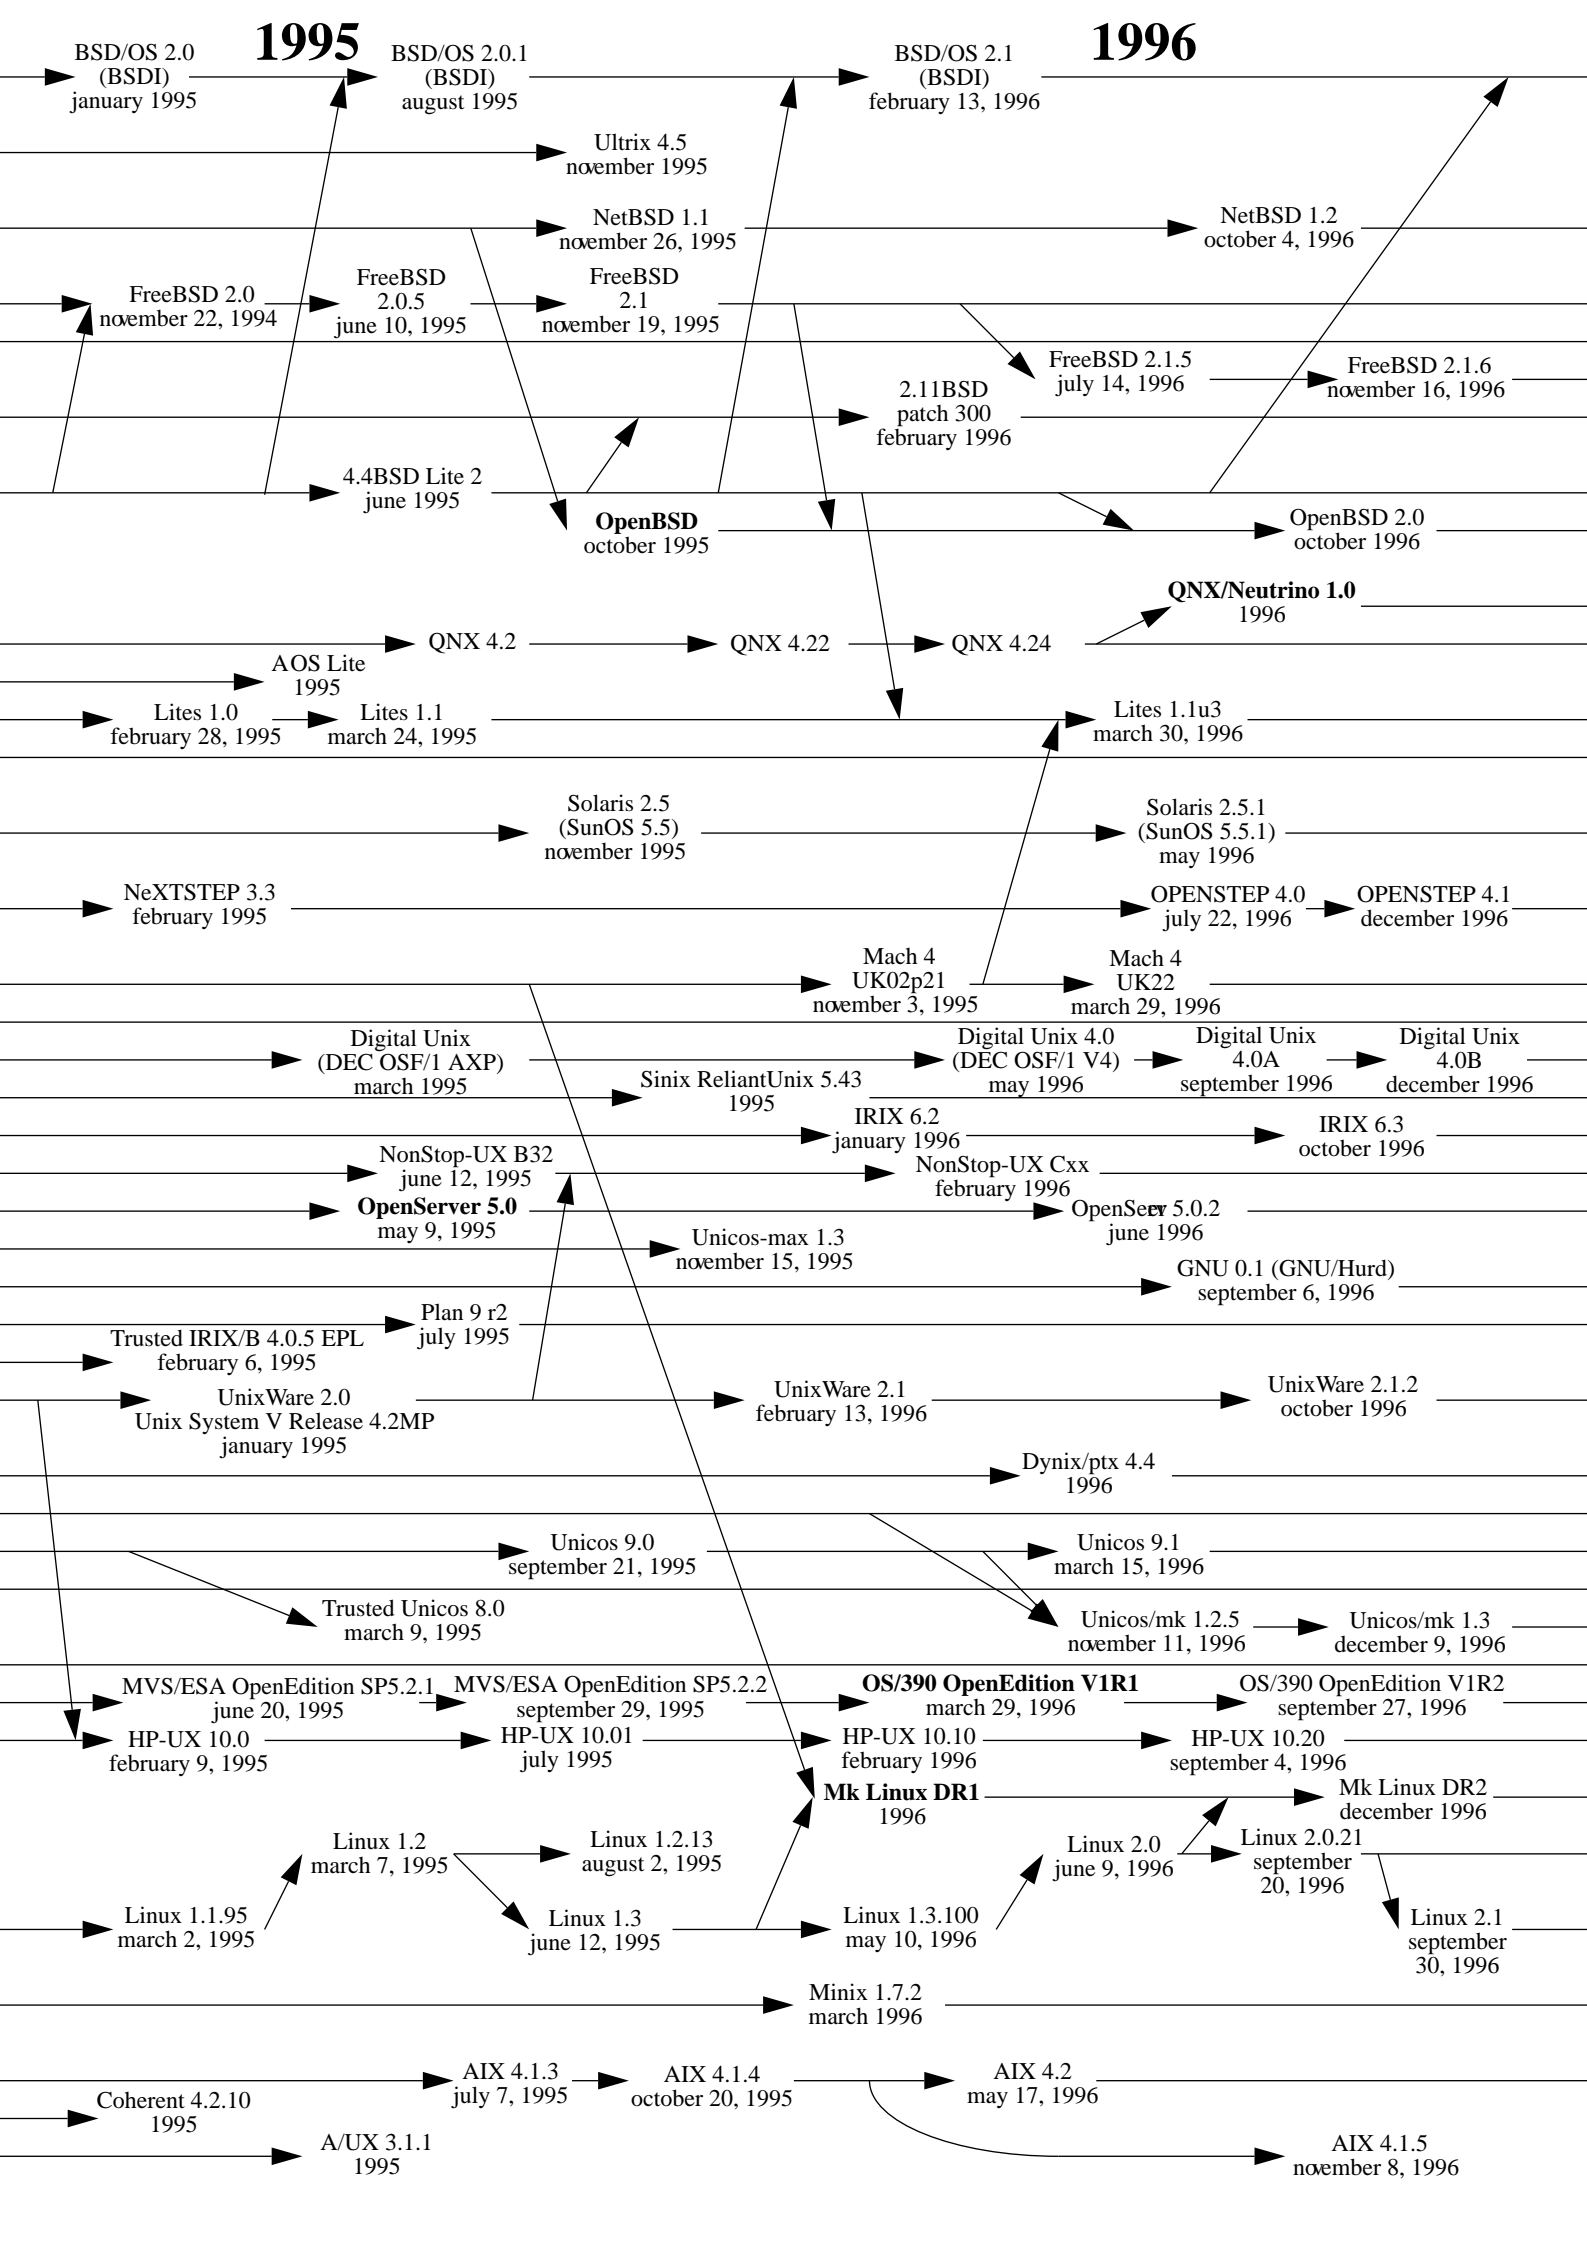 1995
1996
BSD/OS 2.0
(BSDI)
january 1995
BSD/OS 2.0.1
(BSDI)
august 1995
BSD/OS 2.1
(BSDI)
february 13, 1996
Ultrix 4.5
november 1995
NetBSD 1.1
november 26, 1995
NetBSD 1.2
october 4, 1996
FreeBSD 2.0
november 22, 1994
FreeBSD
2.0.5
june 10, 1995
FreeBSD
2.1
november 19, 1995
FreeBSD 2.1.5
july 14, 1996
FreeBSD 2.1.6
november 16, 1996
2.11BSD
patch 300
february 1996
4.4BSD Lite 2
june 1995
OpenBSD
october 1995
OpenBSD 2.0
october 1996
QNX/Neutrino 1.0
1996
QNX 4.2
QNX 4.22
QNX 4.24
AOS Lite
1995
Lites 1.0
february 28, 1995
Lites 1.1
march 24, 1995
Lites 1.1u3
march 30, 1996
Solaris 2.5
(SunOS 5.5)
november 1995
Solaris 2.5.1
(SunOS 5.5.1)
may 1996
NeXTSTEP 3.3
february 1995
OPENSTEP 4.0
july 22, 1996
OPENSTEP 4.1
december 1996
Mach 4
UK02p21
november 3, 1995
Mach 4
UK22
march 29, 1996
Digital Unix
(DEC OSF/1 AXP)
march 1995
Digital Unix 4.0
(DEC OSF/1 V4)
may 1996
Digital Unix
4.0A
september 1996
Digital Unix
4.0B
december 1996
Sinix ReliantUnix 5.43
1995
IRIX 6.2
january 1996
IRIX 6.3
october 1996
NonStop-UX B32
june 12, 1995
NonStop-UX Cxx
february 1996
OpenServer 5.0
may 9, 1995
OpenServer 5.0.2
june 1996
Unicos-max 1.3
november 15, 1995
GNU 0.1 (GNU/Hurd)
september 6, 1996
Plan 9 r2
july 1995
Trusted IRIX/B 4.0.5 EPL
february 6, 1995
UnixWare 2.0
Unix System V Release 4.2MP
january 1995
UnixWare 2.1
february 13, 1996
UnixWare 2.1.2
october 1996
Dynix/ptx 4.4
1996
Unicos 9.0
september 21, 1995
Unicos 9.1
march 15, 1996
Trusted Unicos 8.0
march 9, 1995
Unicos/mk 1.2.5
november 11, 1996
Unicos/mk 1.3
december 9, 1996
MVS/ESA OpenEdition SP5.2.1
june 20, 1995
MVS/ESA OpenEdition SP5.2.2
september 29, 1995
OS/390 OpenEdition V1R1
march 29, 1996
OS/390 OpenEdition V1R2
september 27, 1996
HP-UX 10.0
february 9, 1995
HP-UX 10.01
july 1995
HP-UX 10.10
february 1996
HP-UX 10.20
september 4, 1996
Mk Linux DR1
1996
Mk Linux DR2
december 1996
Linux 1.2
march 7, 1995
Linux 1.2.13
august 2, 1995
Linux 2.0
june 9, 1996
Linux 2.0.21
september
20, 1996
Linux 1.1.95
march 2, 1995
Linux 1.3
june 12, 1995
Linux 1.3.100
may 10, 1996
Linux 2.1
september
30, 1996
Minix 1.7.2
march 1996
AIX 4.1.3
july 7, 1995
AIX 4.1.4
october 20, 1995
AIX 4.2
may 17, 1996
Coherent 4.2.10
1995
A/UX 3.1.1
1995
AIX 4.1.5
november 8, 1996